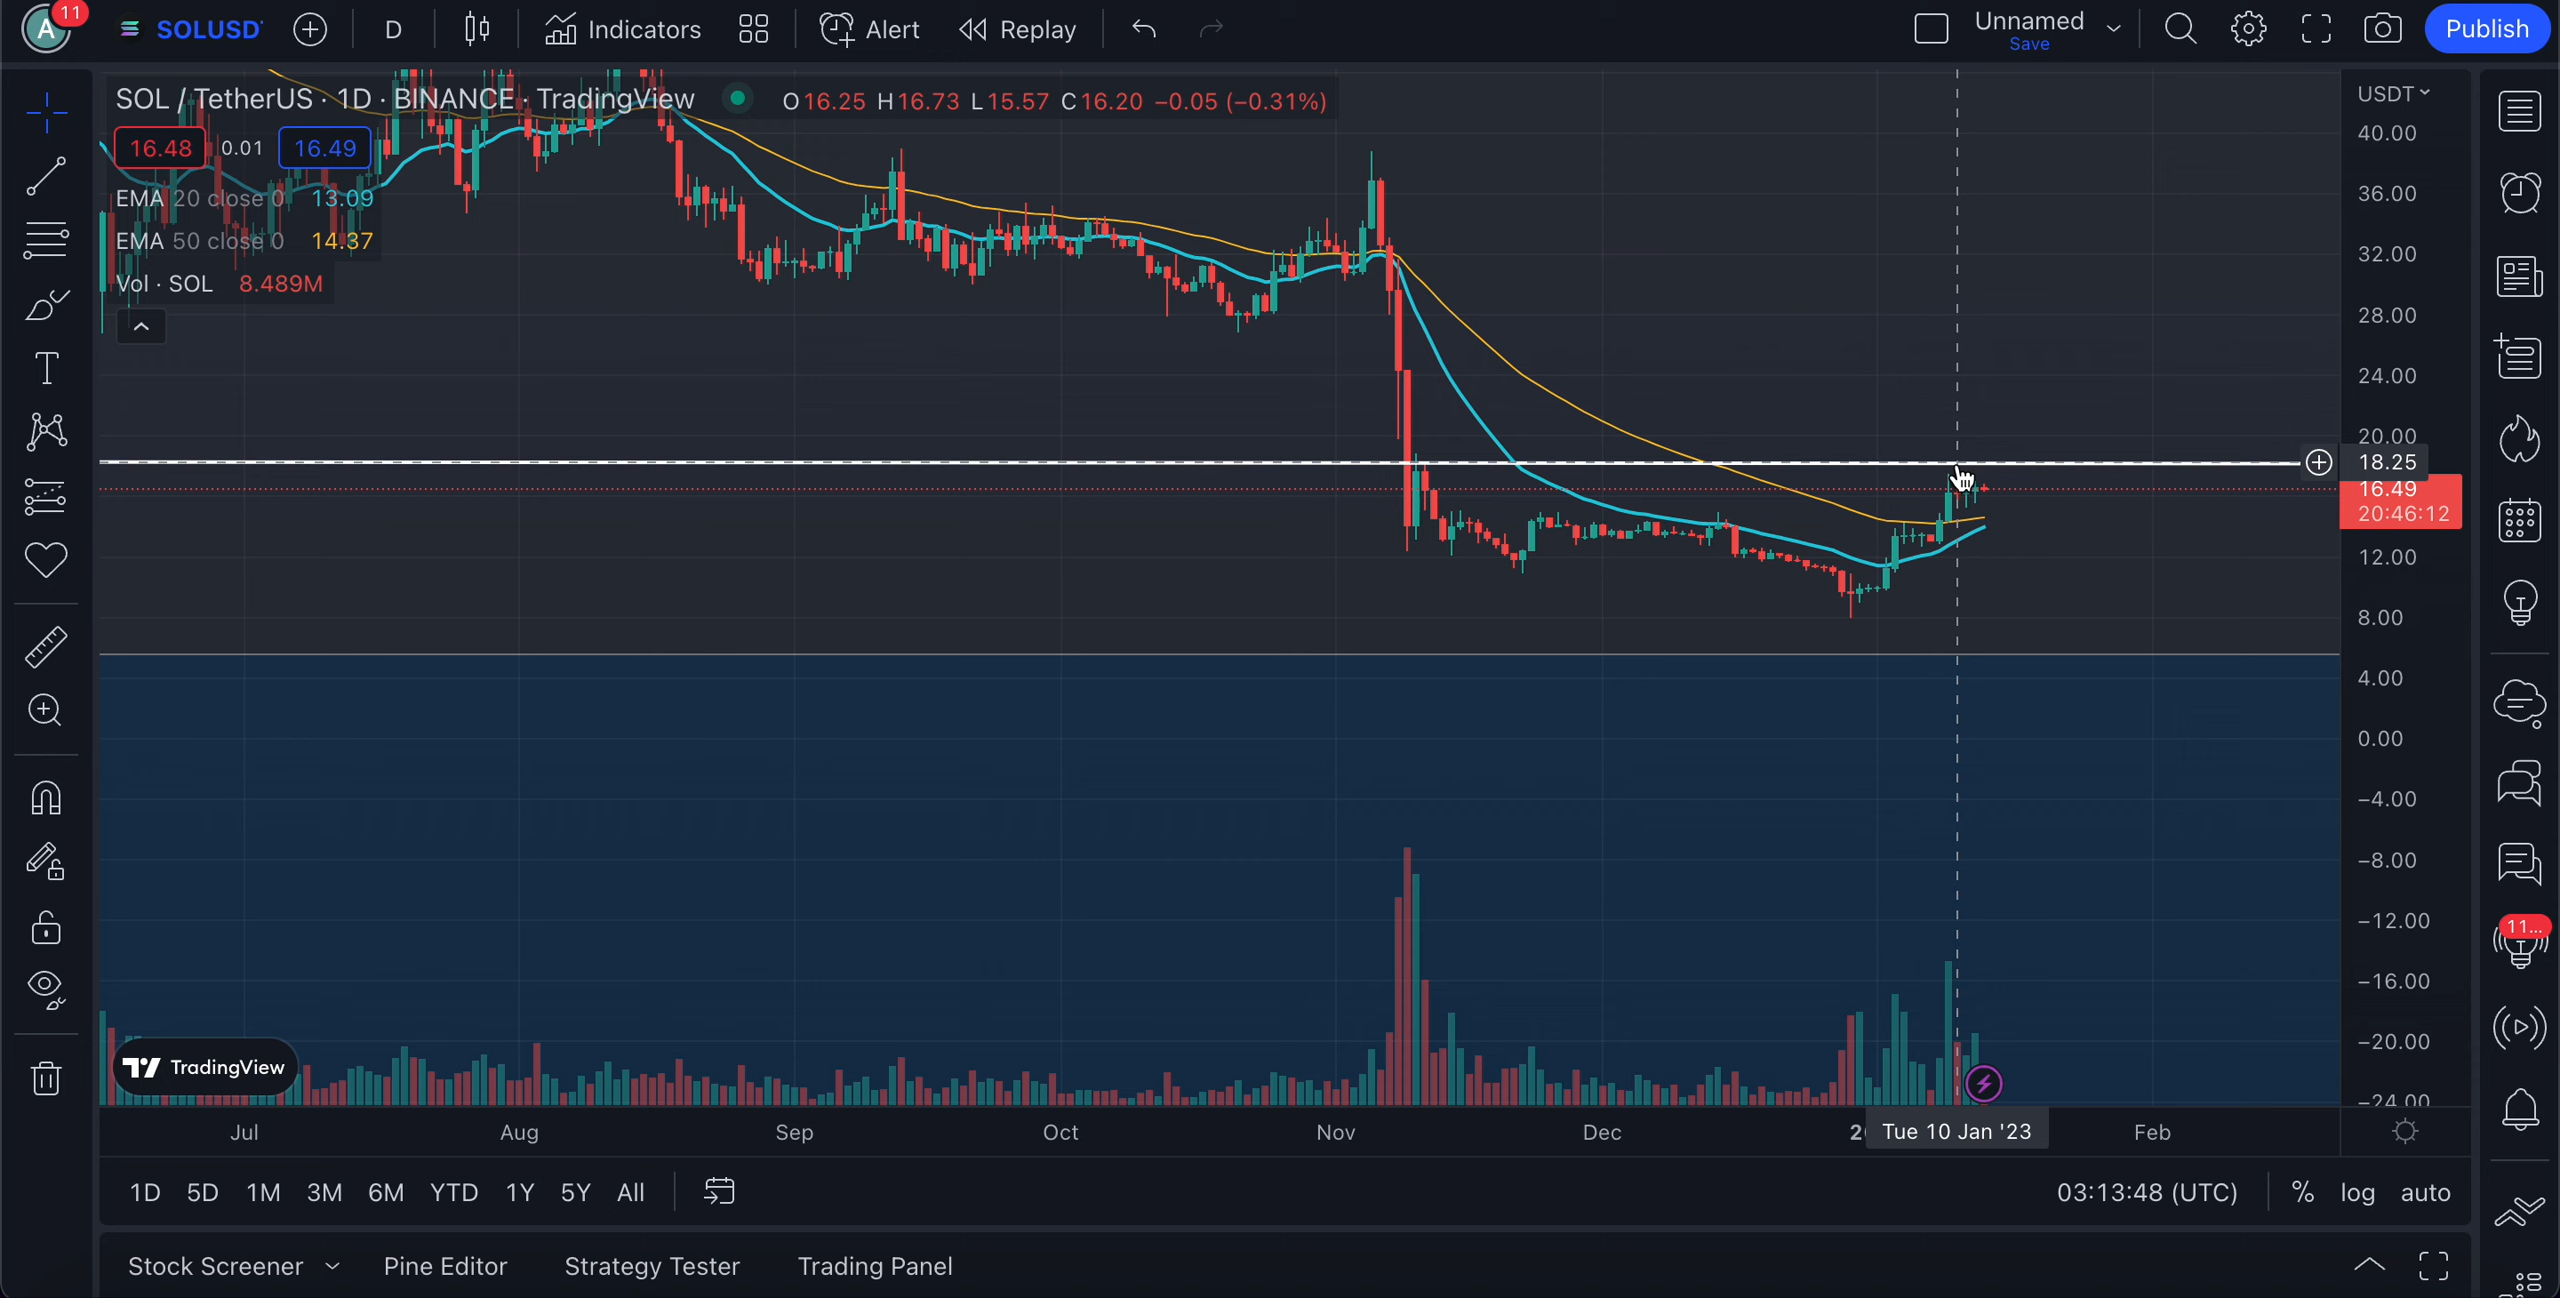 A 11 SOLUSD D Indicators Alert Replay Unnamed Save Publish
SOL / TetherUS · 1D · BINANCE · TradingView O16.25 H16.73 L15.57 C16.20 −0.05 (−0.31%)
16.48 0.01 16.49
EMA 20 close 0 13.09
EMA 50 close 0 14.37
Vol · SOL 8.489M
USDT
40.00
36.00
32.00
28.00
24.00
20.00
18.25
16.49
20:46:12
12.00
8.00
4.00
0.00
−4.00
−8.00
−12.00
−16.00
−20.00
−24.00
11...
TradingView
Jul Aug Sep Oct Nov Dec Tue 10 Jan '23 Feb
1D 5D 1M 3M 6M YTD 1Y 5Y All 03:13:48 (UTC) % log auto
Stock Screener Pine Editor Strategy Tester Trading Panel